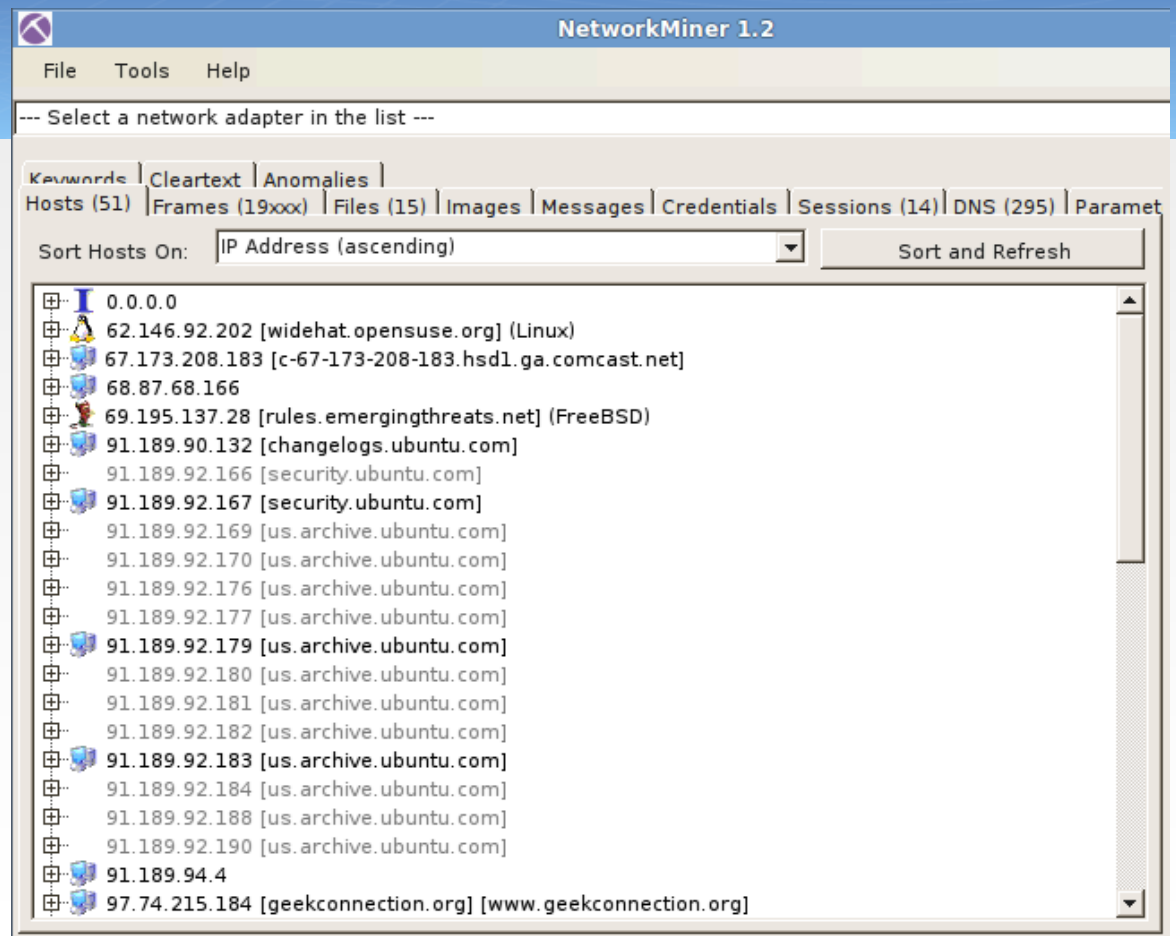 NetworkMiner 1.2
File Tools Help
--- Select a network adapter in the list ---
Keywords Cleartext Anomalies
Hosts (51) Frames (19xxx) Files (15) Images Messages Credentials Sessions (14) DNS (295) Paramet
Sort Hosts On: IP Address (ascending) Sort and Refresh
0.0.0.0
62.146.92.202 [widehat.opensuse.org] (Linux)
67.173.208.183 [c-67-173-208-183.hsd1.ga.comcast.net]
68.87.68.166
69.195.137.28 [rules.emergingthreats.net] (FreeBSD)
91.189.90.132 [changelogs.ubuntu.com]
91.189.92.166 [security.ubuntu.com]
91.189.92.167 [security.ubuntu.com]
91.189.92.169 [us.archive.ubuntu.com]
91.189.92.170 [us.archive.ubuntu.com]
91.189.92.176 [us.archive.ubuntu.com]
91.189.92.177 [us.archive.ubuntu.com]
91.189.92.179 [us.archive.ubuntu.com]
91.189.92.180 [us.archive.ubuntu.com]
91.189.92.181 [us.archive.ubuntu.com]
91.189.92.182 [us.archive.ubuntu.com]
91.189.92.183 [us.archive.ubuntu.com]
91.189.92.184 [us.archive.ubuntu.com]
91.189.92.188 [us.archive.ubuntu.com]
91.189.92.190 [us.archive.ubuntu.com]
91.189.94.4
97.74.215.184 [geekconnection.org] [www.geekconnection.org]